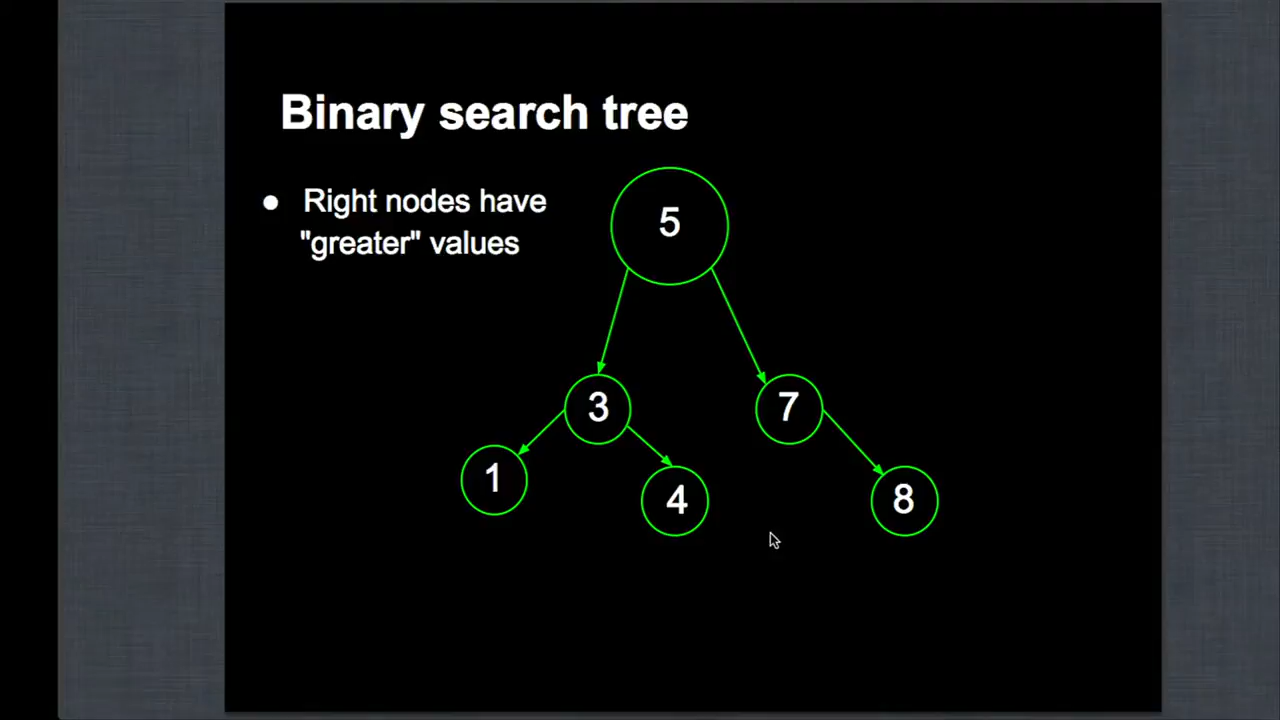 Binary search tree
● Right nodes have
"greater" values
5
3
7
1
4
8